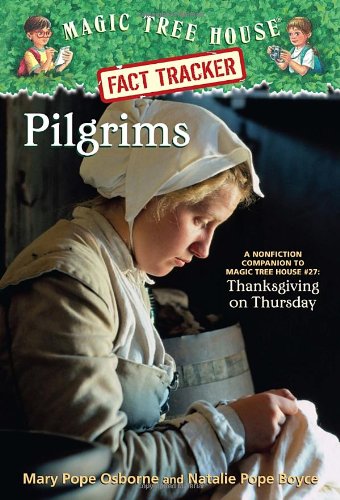 MAGIC TREE HOUSE®
FACT TRACKER
Pilgrims
A NONFICTION
COMPANION TO
MAGIC TREE HOUSE #27:
Thanksgiving
on Thursday
Mary Pope Osborne and Natalie Pope Boyce